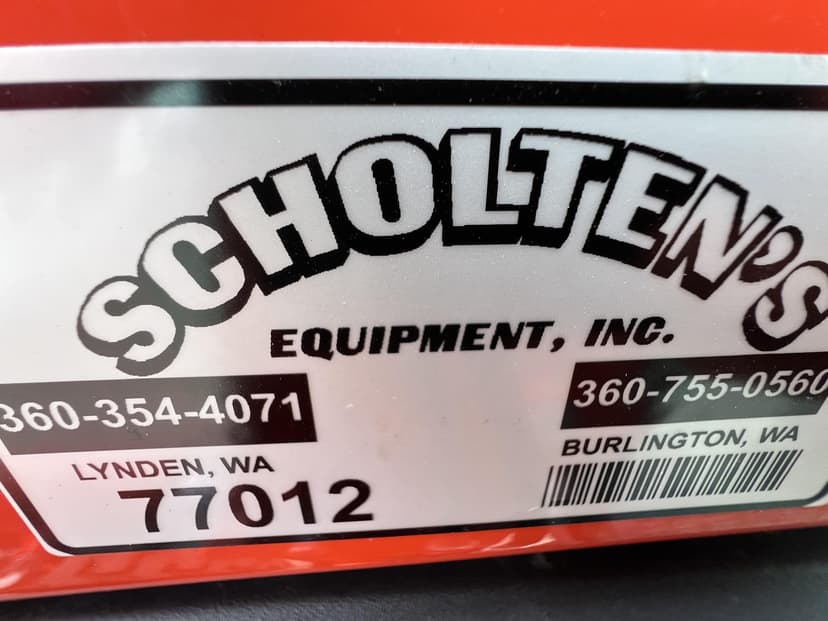 SCHOLTEN'S
EQUIPMENT, INC.
360-354-4071
LYNDEN, WA
77012
360-755-0560
BURLINGTON, WA